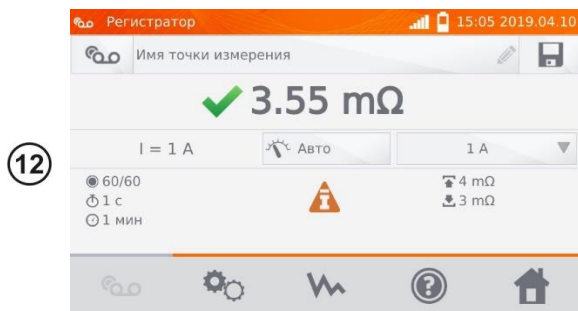 Регистратор 15:05 2019.04.10
Имя точки измерения
3.55 mΩ
12
I = 1 A Авто 1 A
60/60 4 mΩ
1 с 3 mΩ
1 мин